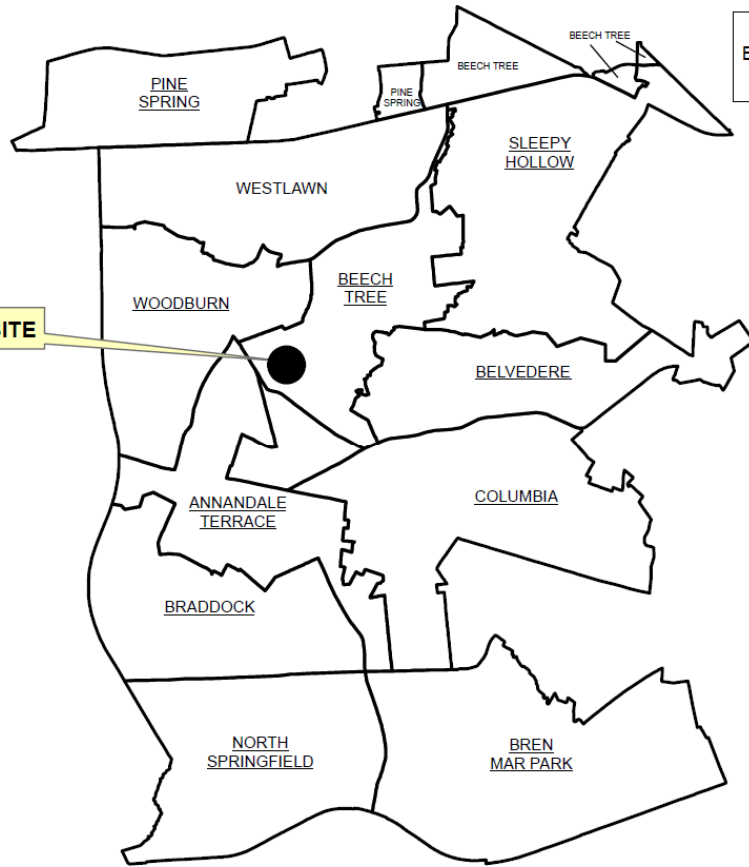 BEECH TREE
BEECH TREE
PINE
SPRING
PINE
SPRING
SLEEPY
HOLLOW
WESTLAWN
BEECH
TREE
WOODBURN
ITE
BELVEDERE
ANNANDALE
TERRACE
COLUMBIA
BRADDOCK
NORTH
SPRINGFIELD
BREN
MAR PARK